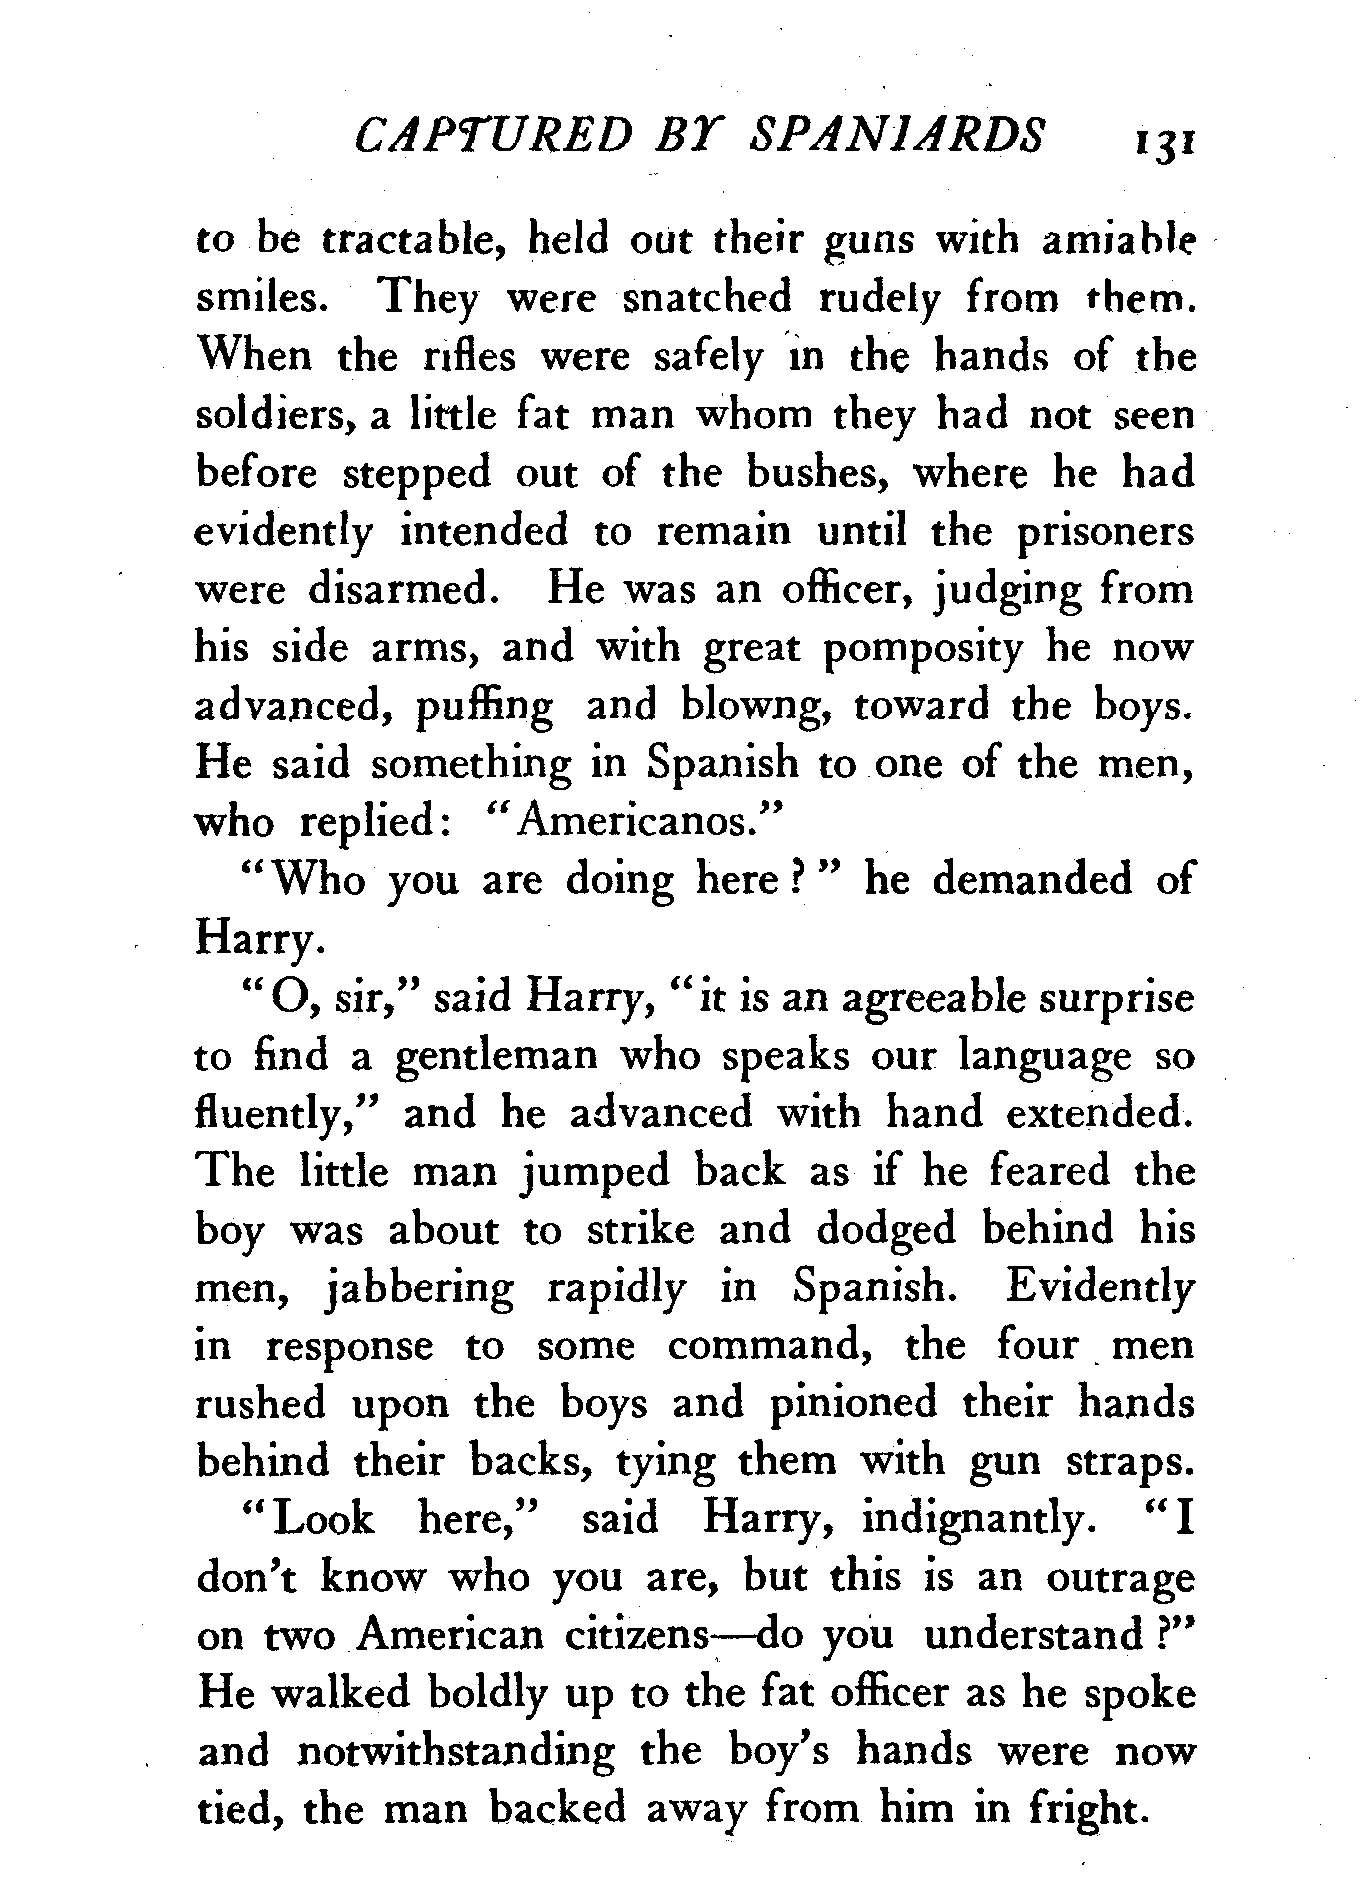 CAPTURED BY SPANIARDS 131
to be tractable, held out their guns with amiable
smiles. They were snatched rudely from them.
When the rifles were safely in the hands of the
soldiers, a little fat man whom they had not seen
before stepped out of the bushes, where he had
evidently intended to remain until the prisoners
were disarmed. He was an officer, judging from
his side arms, and with great pomposity he now
advanced, puffing and blowng, toward the boys.
He said something in Spanish to one of the men,
who replied: "Americanos."
"Who you are doing here?" he demanded of
Harry.
"O, sir," said Harry, "it is an agreeable surprise
to find a gentleman who speaks our language so
fluently," and he advanced with hand extended.
The little man jumped back as if he feared the
boy was about to strike and dodged behind his
men, jabbering rapidly in Spanish. Evidently
in response to some command, the four men
rushed upon the boys and pinioned their hands
behind their backs, tying them with gun straps.
"Look here," said Harry, indignantly. "I
don't know who you are, but this is an outrage
on two American citizens—do you understand?"
He walked boldly up to the fat officer as he spoke
and notwithstanding the boy's hands were now
tied, the man backed away from him in fright.